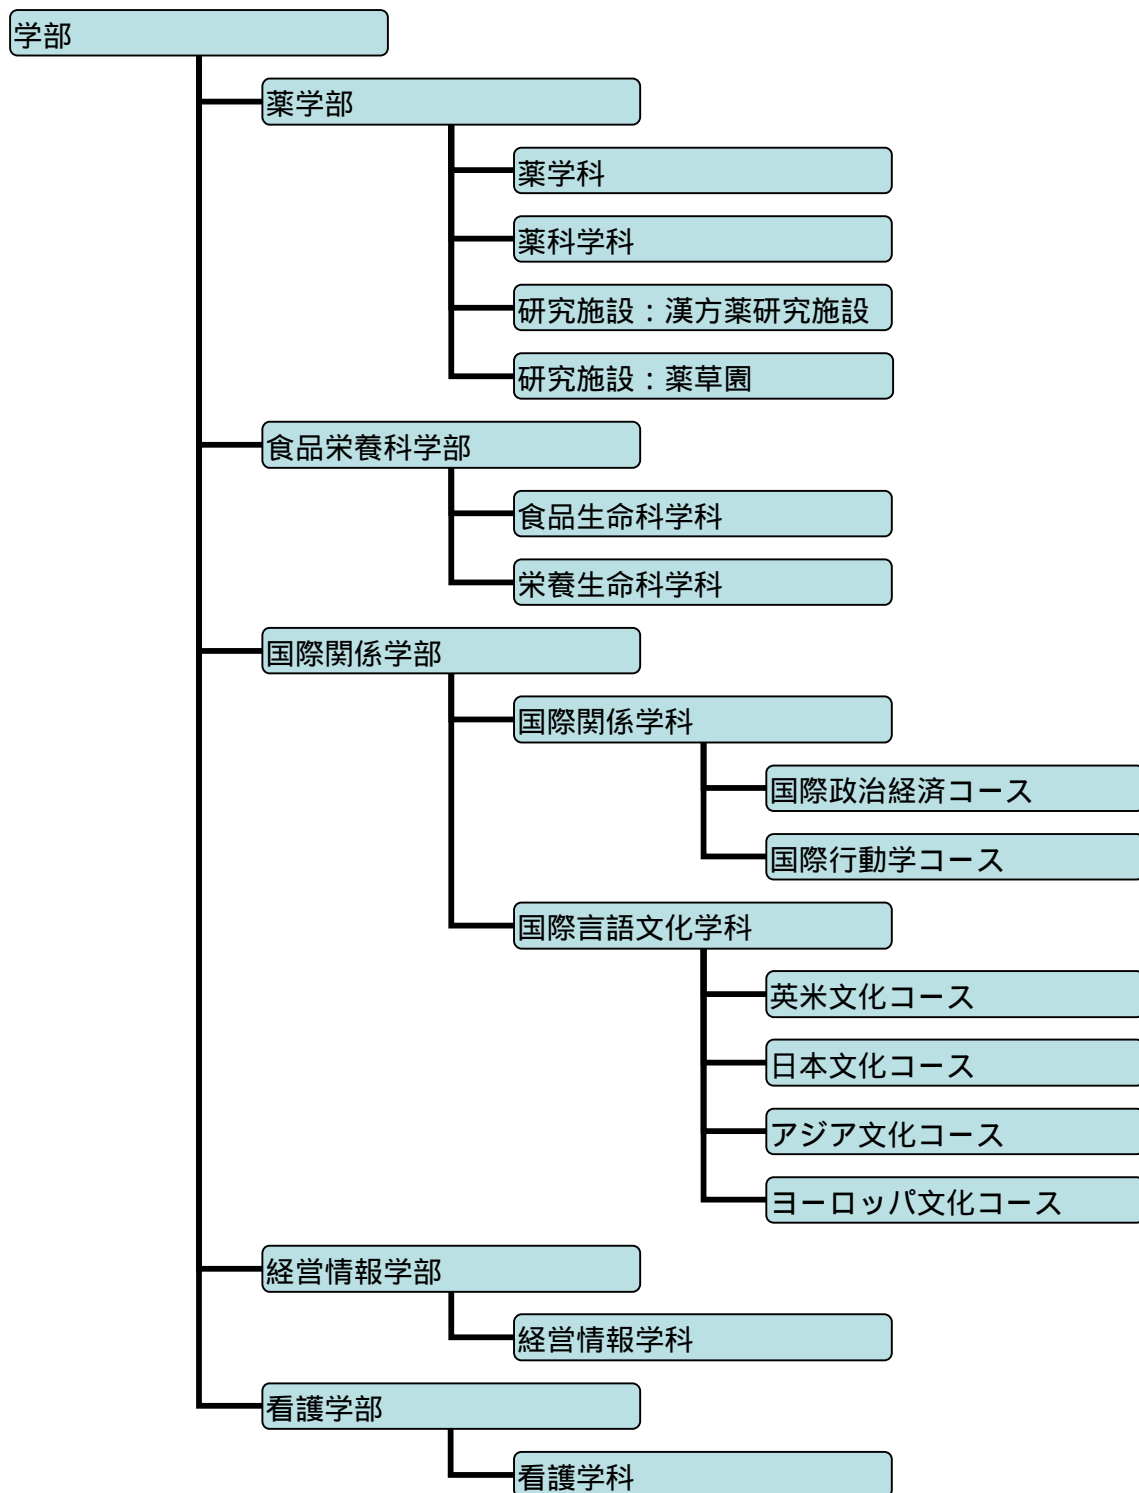 学部
薬学部
薬学科
薬科学科
研究施設：漢方薬研究施設
研究施設：薬草園
食品栄養科学部
食品生命科学科
栄養生命科学科
国際関係学部
国際関係学科
国際政治経済コース
国際行動学コース
国際言語文化学科
英米文化コース
日本文化コース
アジア文化コース
ヨーロッパ文化コース
経営情報学部
経営情報学科
看護学部
看護学科